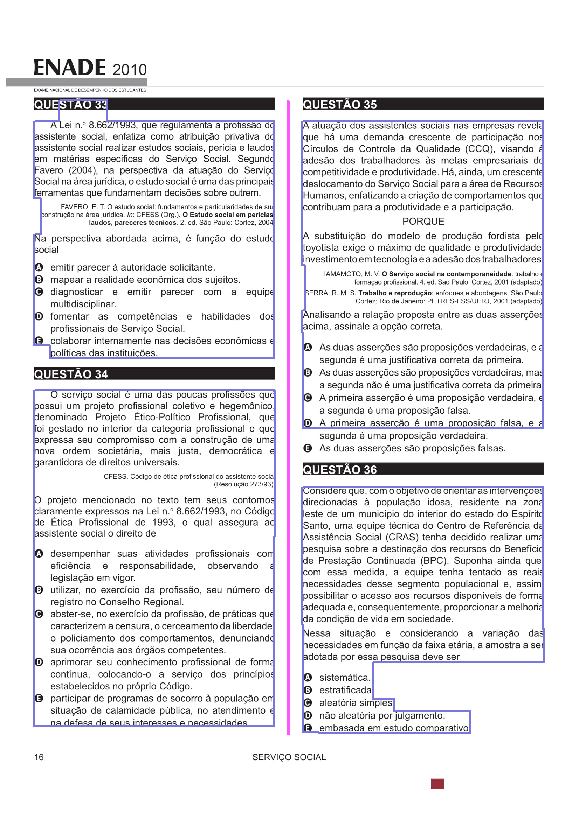 ENADE 2010
EXAME NACIONAL DE DESEMPENHO DOS ESTUDANTES
QUESTÃO 33
A Lei n.º 8.662/1993, que regulamenta a profissão do
assistente social, enfatiza como atribuição privativa do
assistente social realizar estudos sociais, perícia e laudos
em matérias específicas do Serviço Social. Segundo
Favero (2004), na perspectiva da atuação do Serviço
Social na área jurídica, o estudo social é uma das principais
ferramentas que fundamentam decisões sobre outrem.
FAVERO, E. T. O estudo social: fundamentos e particularidades de sua
construção na área jurídica. In: CFESS (Org.). O Estudo social em perícias,
laudos, pareceres técnicos. 2. ed. São Paulo: Cortez, 2004
Na perspectiva abordada acima, é função do estudo
social
A emitir parecer à autoridade solicitante.
B mapear a realidade econômica dos sujeitos.
C diagnosticar e emitir parecer com a equipe
multidisciplinar.
D fomentar as competências e habilidades dos
profissionais de Serviço Social.
E colaborar internamente nas decisões econômicas e
políticas das instituições.
QUESTÃO 34
O serviço social é uma das poucas profissões que
possui um projeto profissional coletivo e hegemônico,
denominado Projeto Ético-Político Profissional, que
foi gestado no interior da categoria profissional e que
expressa seu compromisso com a construção de uma
nova ordem societária, mais justa, democrática e
garantidora de direitos universais.
CFESS. Código de ética profissional do assistente social
(Resolução 273/93)
O projeto mencionado no texto tem seus contornos
claramente expressos na Lei n.º 8.662/1993, no Código
de Ética Profissional de 1993, o qual assegura ao
assistente social o direito de
A desempenhar suas atividades profissionais com
eficiência e responsabilidade, observando a
legislação em vigor.
B utilizar, no exercício da profissão, seu número de
registro no Conselho Regional.
C abster-se, no exercício da profissão, de práticas que
caracterizem a censura, o cerceamento da liberdade,
o policiamento dos comportamentos, denunciando
sua ocorrência aos órgãos competentes.
D aprimorar seu conhecimento profissional de forma
contínua, colocando-o a serviço dos princípios
estabelecidos no próprio Código.
E participar de programas de socorro à população em
situação de calamidade pública, no atendimento e
na defesa de seus interesses e necessidades.
QUESTÃO 35
A atuação dos assistentes sociais nas empresas revela
que há uma demanda crescente de participação nos
Círculos de Controle da Qualidade (CCQ), visando à
adesão dos trabalhadores às metas empresariais de
competitividade e produtividade. Há, ainda, um crescente
deslocamento do Serviço Social para a área de Recursos
Humanos, enfatizando a criação de comportamentos que
contribuam para a produtividade e a participação.
PORQUE
A substituição do modelo de produção fordista pelo
toyotista exige o máximo de qualidade e produtividade,
investimento em tecnologia e a adesão dos trabalhadores.
IAMAMOTO, M. V. O Serviço social na contemporaneidade: trabalho e
formação profissional. 4. ed. São Paulo: Cortez, 2001 (adaptado)
SERRA, R. M. S. Trabalho e reprodução: enfoques e abordagens. São Paulo:
Cortez; Rio de Janeiro: PETRES-FSS/UERJ, 2001 (adaptado)
Analisando a relação proposta entre as duas asserções
acima, assinale a opção correta.
A As duas asserções são proposições verdadeiras, e a
segunda é uma justificativa correta da primeira.
B As duas asserções são proposições verdadeiras, mas
a segunda não é uma justificativa correta da primeira.
C A primeira asserção é uma proposição verdadeira, e
a segunda é uma proposição falsa.
D A primeira asserção é uma proposição falsa, e a
segunda é uma proposição verdadeira.
E As duas asserções são proposições falsas.
QUESTÃO 36
Considere que, com o objetivo de orientar as intervenções
direcionadas à população idosa, residente na zona
leste de um município do interior do estado do Espírito
Santo, uma equipe técnica do Centro de Referência da
Assistência Social (CRAS) tenha decidido realizar uma
pesquisa sobre a destinação dos recursos do Benefício
de Prestação Continuada (BPC). Suponha ainda que,
com essa medida, a equipe tenha tentado as reais
necessidades desse segmento populacional e, assim,
possibilitar o acesso aos recursos disponíveis de forma
adequada e, consequentemente, proporcionar a melhoria
da condição de vida em sociedade.
Nessa situação e considerando a variação das
necessidades em função da faixa etária, a amostra a ser
adotada por essa pesquisa deve ser
A sistemática.
B estratificada.
C aleatória simples.
D não aleatória por julgamento.
E embasada em estudo comparativo.
16
SERVIÇO SOCIAL